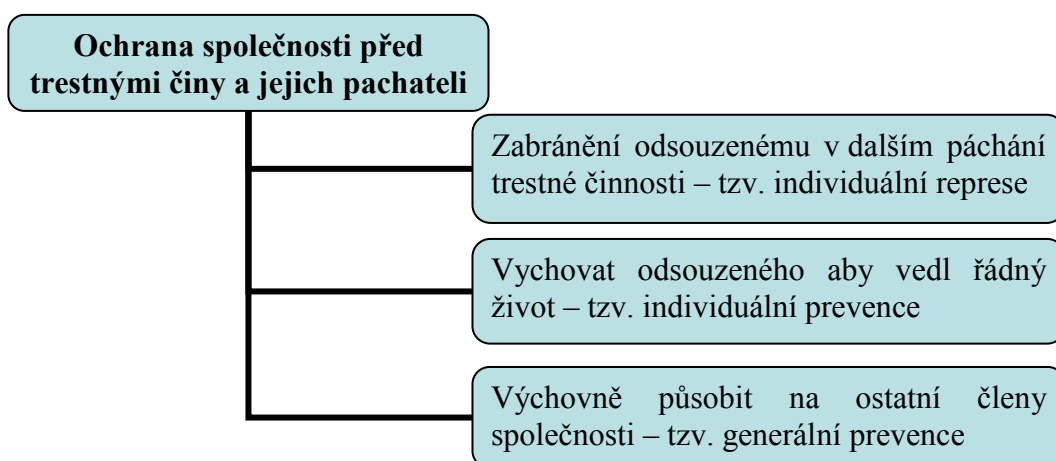 Ochrana společnosti před
trestnými činy a jejich pachateli
Zabránění odsouzenému v dalším páchání
trestné činnosti – tzv. individuální represe
Vychovat odsouzeného aby vedl řádný
život – tzv. individuální prevence
Výchovně působit na ostatní členy
společnosti – tzv. generální prevence